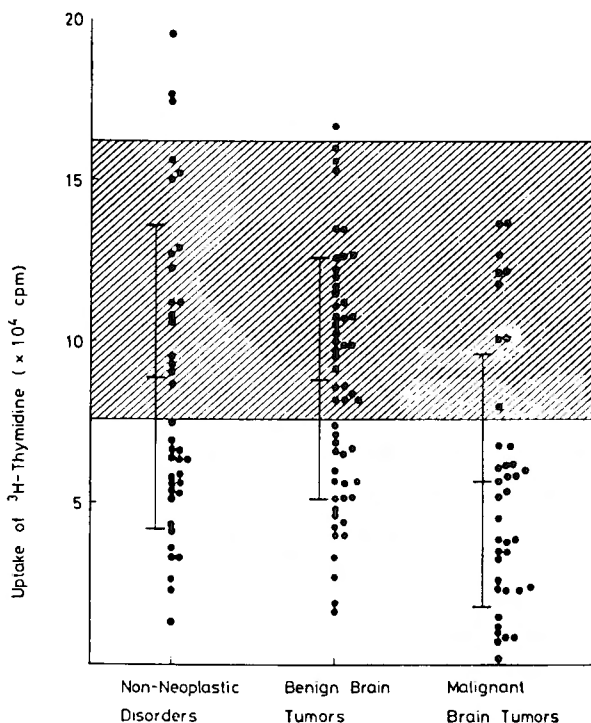 20
15
10
5
Uptake of ³H-Thymidine ( × 10⁴ cpm)
Non-Neoplastic Disorders
Benign Brain Tumors
Malignant Brain Tumors